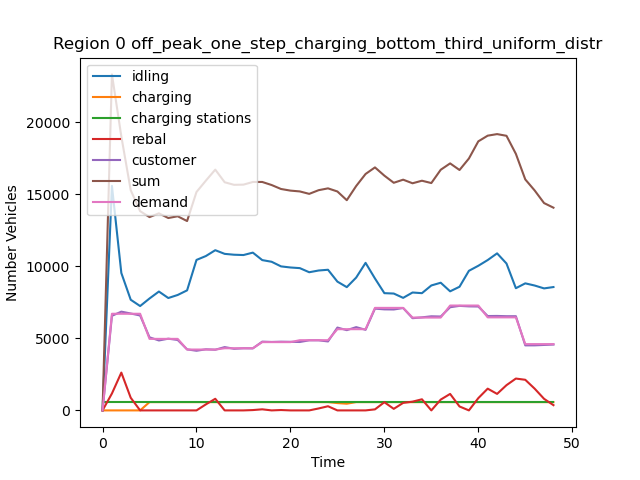 Region 0 off_peak_one_step_charging_bottom_third_uniform_distr
Number Vehicles
20000
15000
10000
5000
0
idling
charging
charging stations
rebal
customer
sum
demand
0 10 20 30 40 50
Time